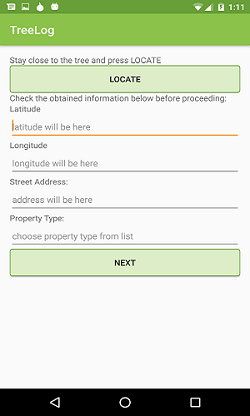 1:11
TreeLog
Stay close to the tree and press LOCATE
LOCATE
Check the obtained information below before proceeding:
Latitude
latitude will be here
Longitude
longitude will be here
Street Address:
address will be here
Property Type:
choose property type from list
NEXT